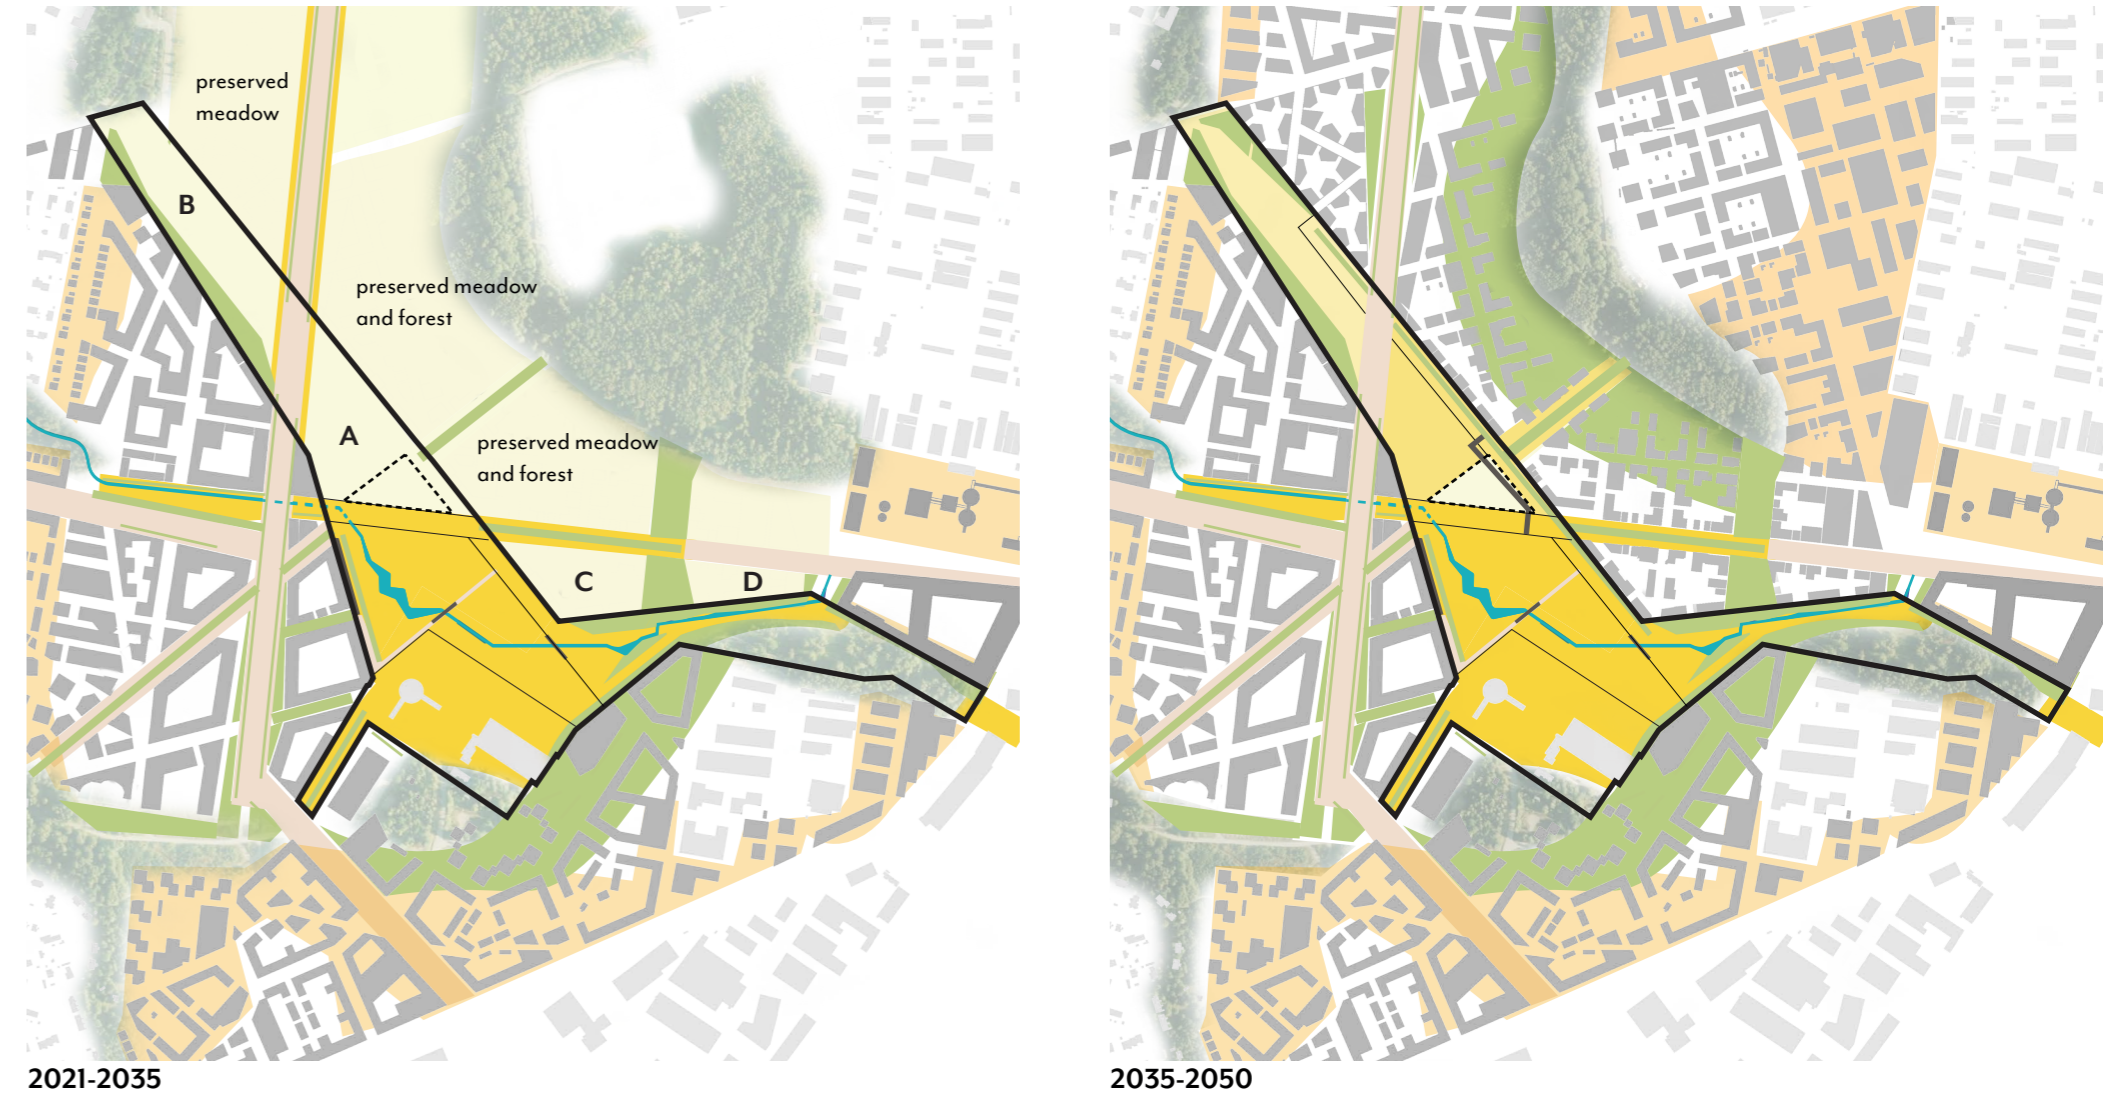 preserved
meadow
B
preserved meadow
and forest
A
preserved meadow
and forest
C
D
2021-2035
2035-2050